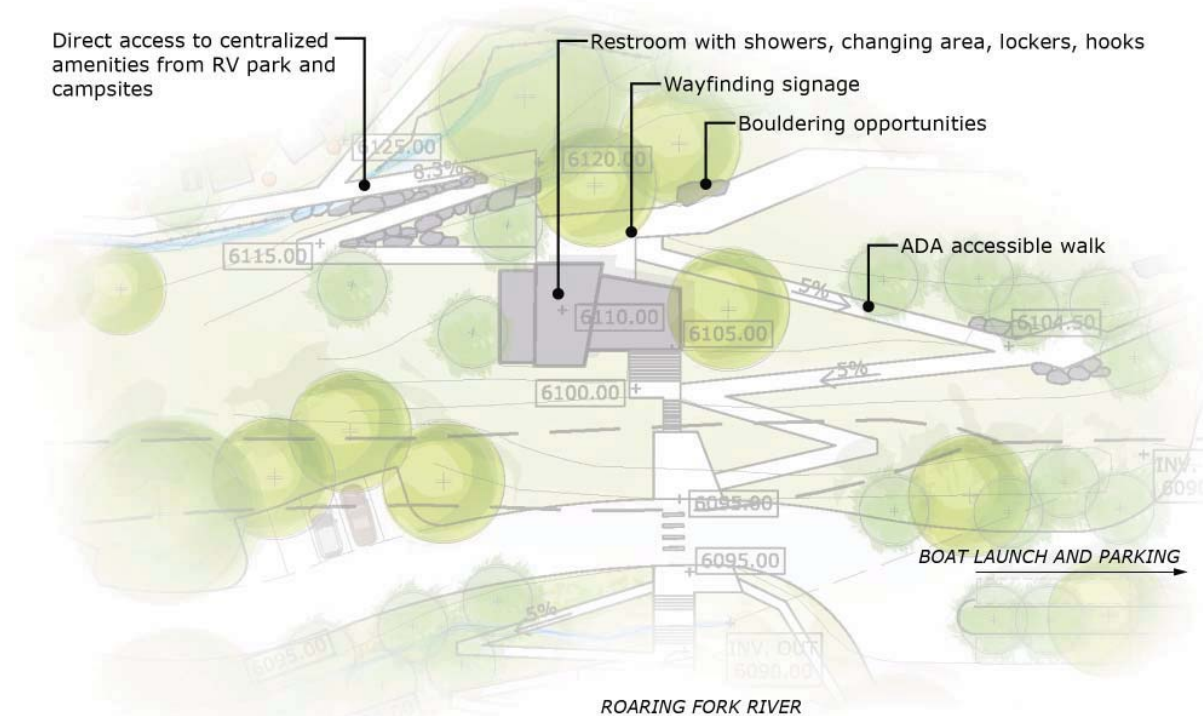 Direct access to centralized
amenities from RV park and
campsites
Restroom with showers, changing area, lockers, hooks
Wayfinding signage
Bouldering opportunities
6125.00
8.3%
6120.00
6115.00
ADA accessible walk
5%
6110.00
6104.50
6105.00
5%
6100.00
INV.
6095.00
6095.00
BOAT LAUNCH AND PARKING
5%
6095.00
INV. OUT
6090.00
ROARING FORK RIVER